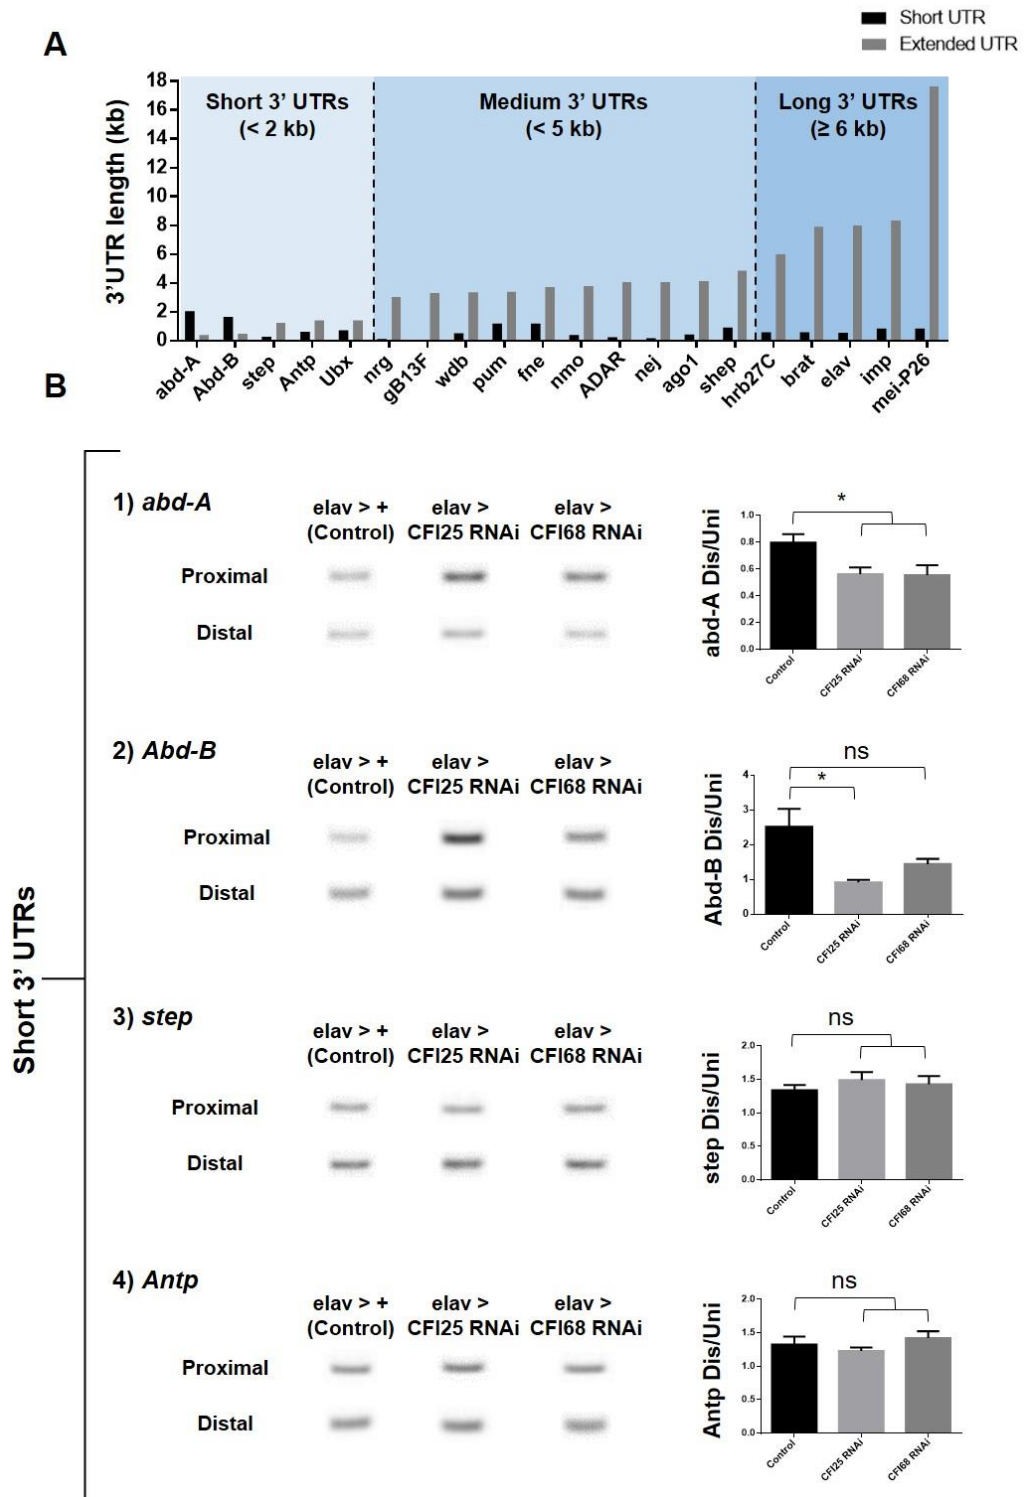 Short UTR
Extended UTR
A
3'UTR length (kb)
18
16
14
12
10
8
6
4
2
0
Short 3' UTRs
(< 2 kb)
Medium 3' UTRs
(< 5 kb)
Long 3' UTRs
(≥ 6 kb)
abd-A
Abd-B
step
Antp
Ubx
nrg
gB13F
wdb
pum
fne
nmo
ADAR
nej
ago1
shep
hrb27C
brat
elav
imp
mei-P26
B
Short 3' UTRs
1) abd-A
elav > + elav > elav >
(Control) CFI25 RNAi CFI68 RNAi
Proximal
Distal
abd-A Dis/Uni
1.0
0.8
0.6
0.4
0.2
0.0
*
Control
CFI25 RNAi
CFI68 RNAi
2) Abd-B
elav > + elav > elav >
(Control) CFI25 RNAi CFI68 RNAi
Proximal
Distal
Abd-B Dis/Uni
4
3
2
1
0
ns
*
Control
CFI25 RNAi
CFI68 RNAi
3) step
elav > + elav > elav >
(Control) CFI25 RNAi CFI68 RNAi
Proximal
Distal
step Dis/Uni
2.0
1.5
1.0
0.5
0.0
ns
Control
CFI25 RNAi
CFI68 RNAi
4) Antp
elav > + elav > elav >
(Control) CFI25 RNAi CFI68 RNAi
Proximal
Distal
Antp Dis/Uni
2.0
1.5
1.0
0.5
0.0
ns
Control
CFI25 RNAi
CFI68 RNAi